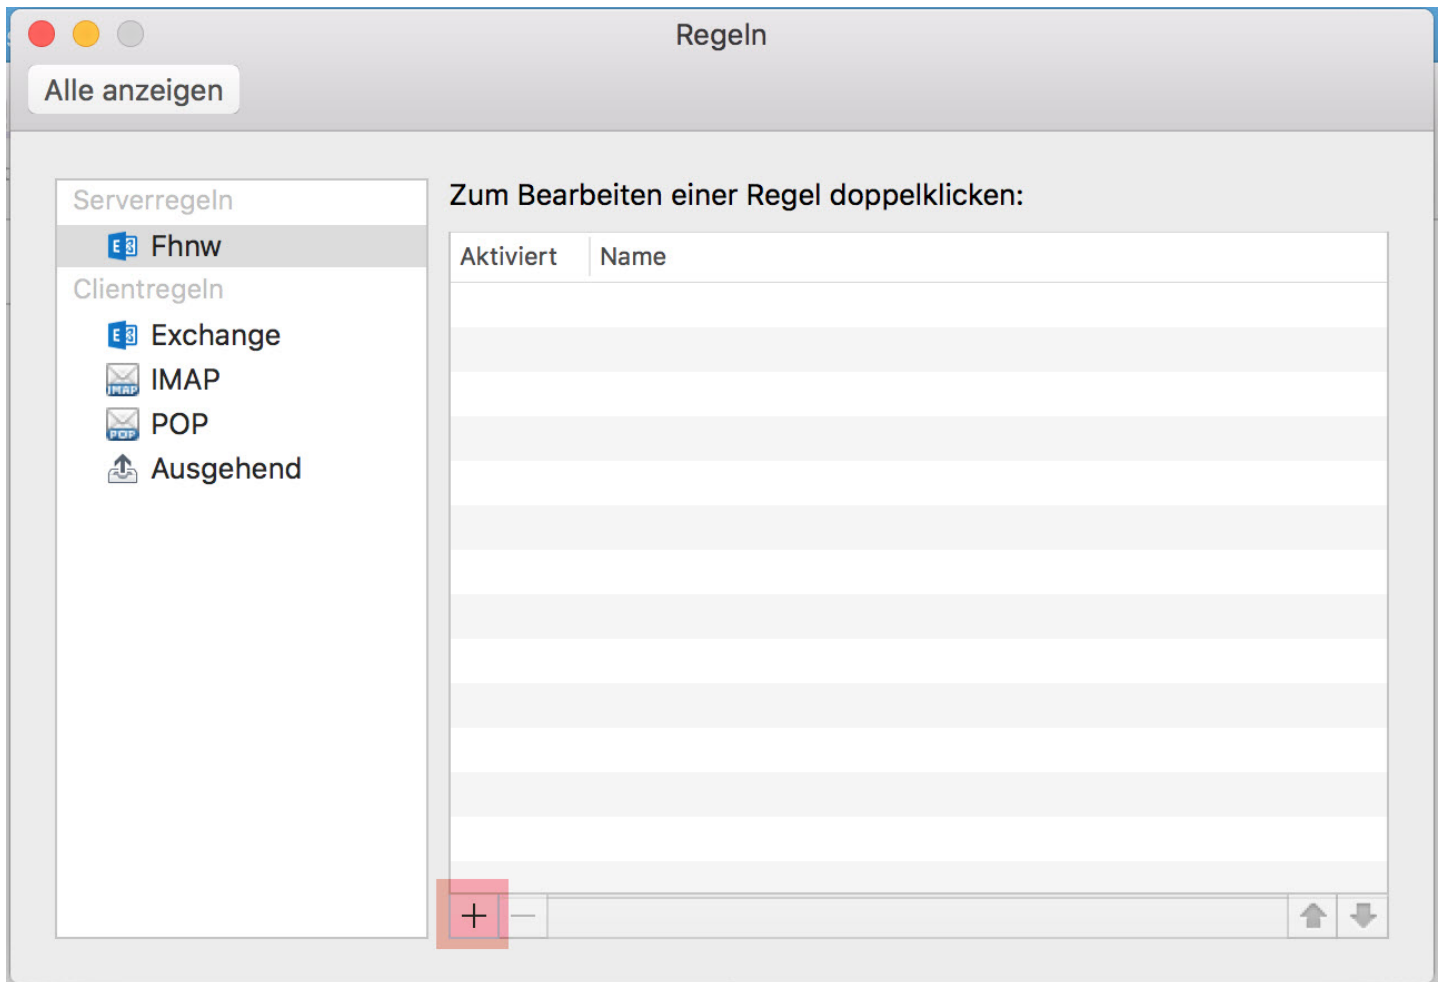 Regeln
Alle anzeigen
Serverregeln
Fhnw
Clientregeln
Exchange
IMAP
POP
Ausgehend
Zum Bearbeiten einer Regel doppelklicken:
Aktiviert Name